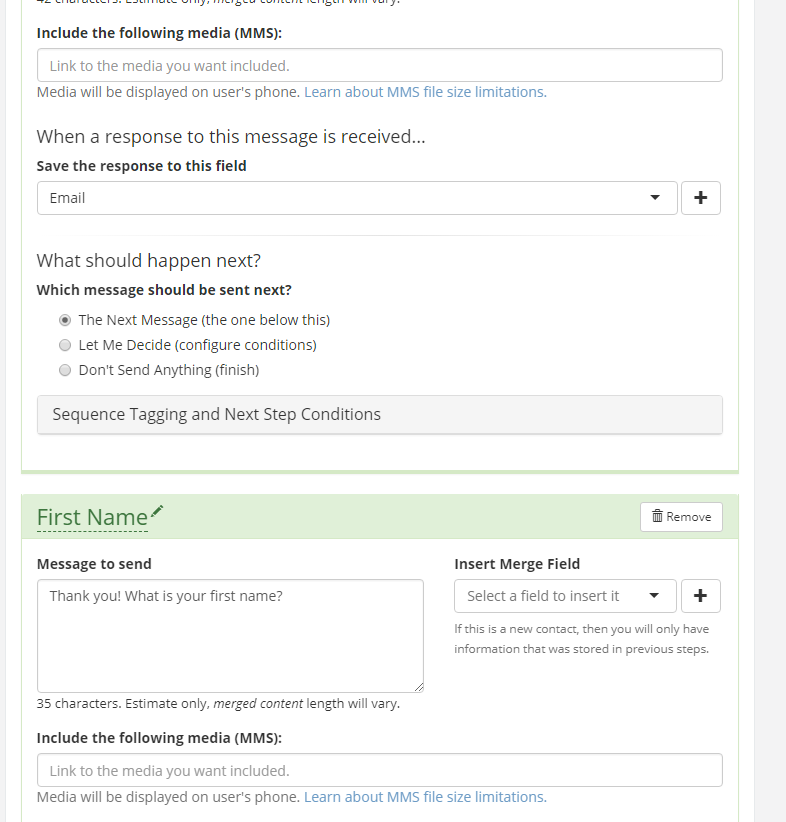 42 characters. Estimate only, merged content length will vary.
Include the following media (MMS):
Link to the media you want included.
Media will be displayed on user's phone. Learn about MMS file size limitations.
When a response to this message is received...
Save the response to this field
Email
What should happen next?
Which message should be sent next?
The Next Message (the one below this)
Let Me Decide (configure conditions)
Don't Send Anything (finish)
Sequence Tagging and Next Step Conditions
First Name
Remove
Message to send
Insert Merge Field
Thank you! What is your first name?
Select a field to insert it
If this is a new contact, then you will only have
information that was stored in previous steps.
35 characters. Estimate only, merged content length will vary.
Include the following media (MMS):
Link to the media you want included.
Media will be displayed on user's phone. Learn about MMS file size limitations.